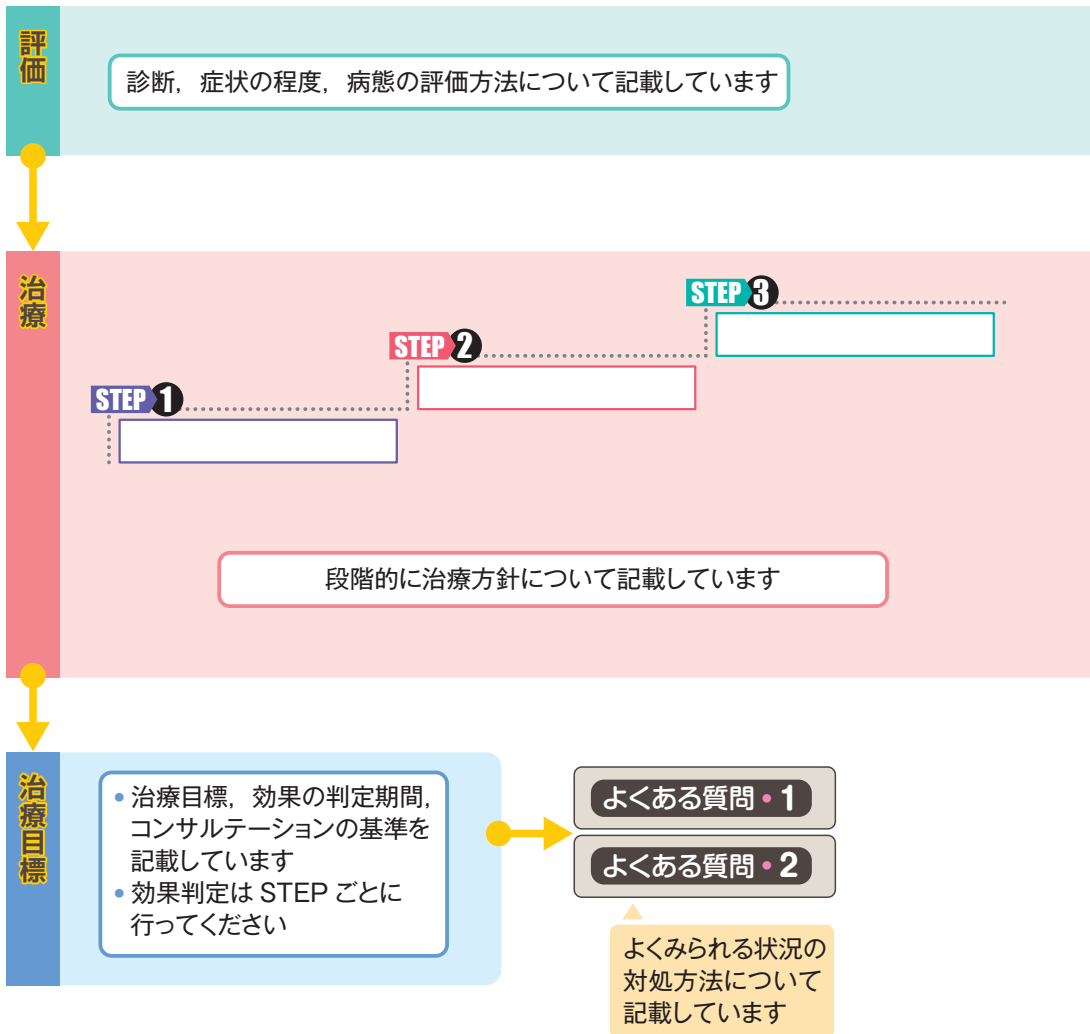 評価
診断，症状の程度，病態の評価方法について記載しています
治療
STEP 3
STEP 2
STEP 1
段階的に治療方針について記載しています
治療目標
• 治療目標，効果の判定期間，
コンサルテーションの基準を
記載しています
• 効果判定は STEP ごとに
行ってください
よくある質問・1
よくある質問・2
よくみられる状況の
対処方法について
記載しています